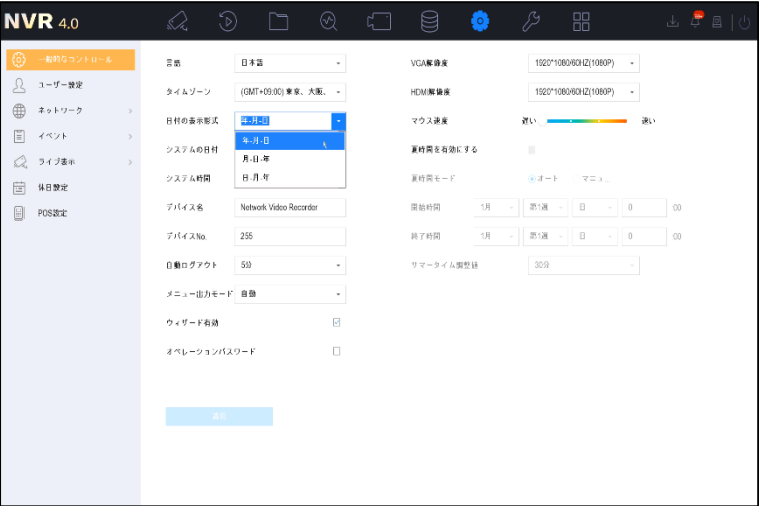 NVR 4.0
一般的なコントロール
ユーザー設定
ネットワーク
イベント
ライブ表示
休日設定
POS設定
言語 日本語
タイムゾーン (GMT+09:00) 東京、大阪、
日付の表示形式 年-月-日
年-月-日
月-日-年
日-月-年
システムの日付
システム時間
デバイス名 Network Video Recorder
デバイスNo. 255
自動ログアウト 5分
メニュー出力モード 自動
ウィザード有効
オペレーションパスワード
適用
VGA解像度 1920*1080/60HZ(1080P)
HDMI解像度 1920*1080/60HZ(1080P)
マウス速度 遅い 速い
夏時間を有効にする
夏時間モード オート マニュ...
開始時間 1月 第1週 日 0 :00
終了時間 1月 第1週 日 0 :00
サマータイム調整値 30分